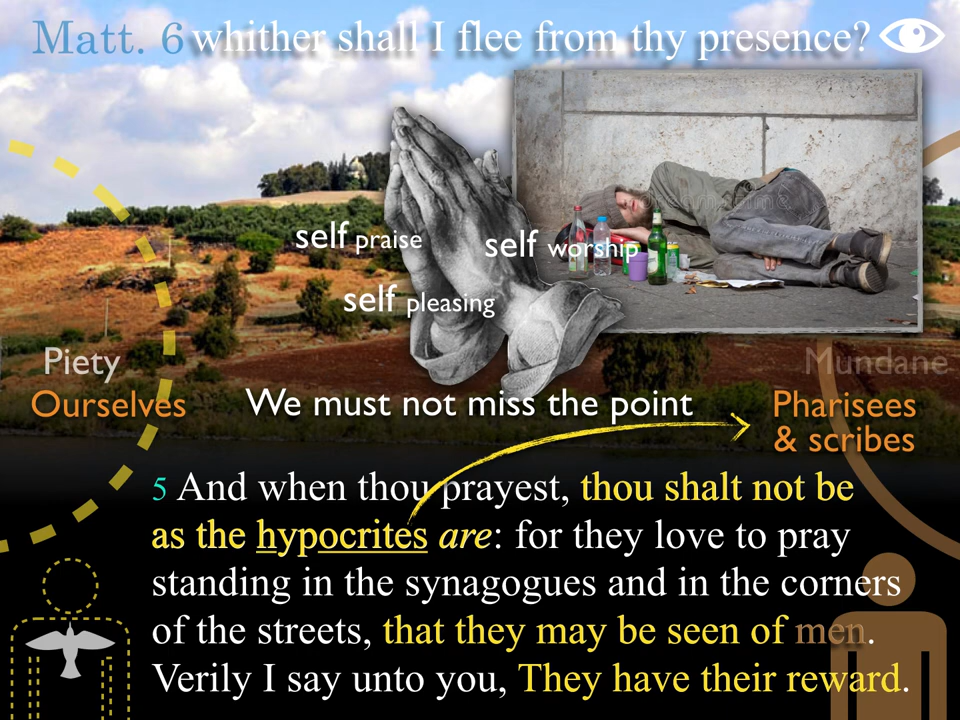 Matt. 6 whither shall I flee from thy presence?
self praise
self worship
self pleasing
Piety
Mundane
Ourselves
We must not miss the point
Pharisees
& scribes
5 And when thou prayest, thou shalt not be
as the hypocrites are: for they love to pray
standing in the synagogues and in the corners
of the streets, that they may be seen of men.
Verily I say unto you, They have their reward.